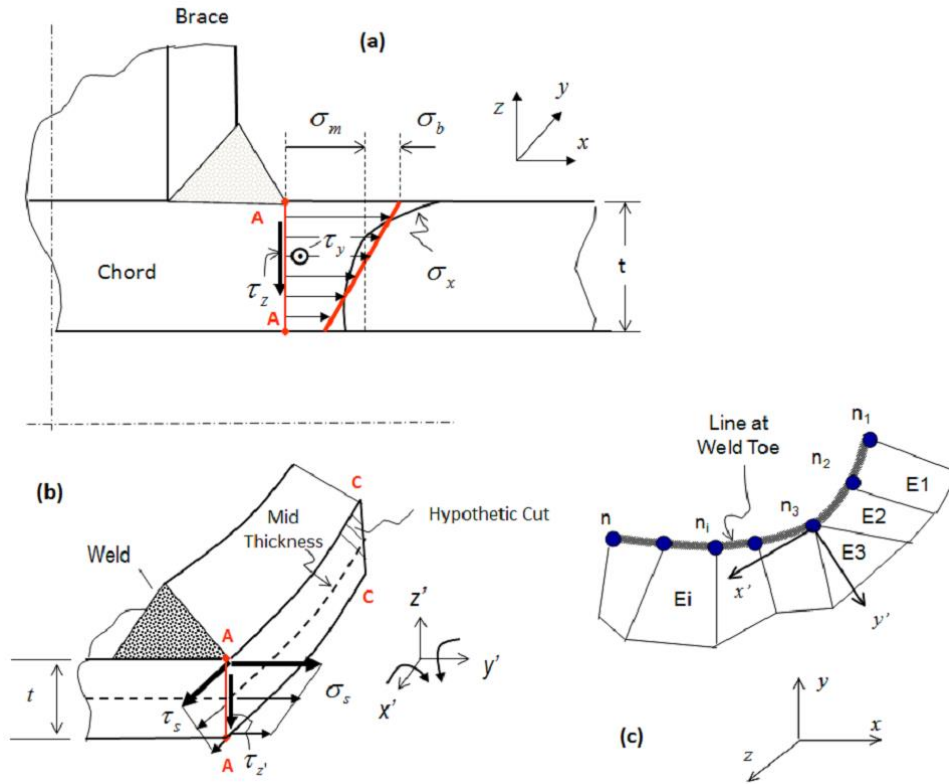 Brace
(a)
z
y
x
σm
σb
A
τy
τz
σx
t
Chord
A
(b)
Mid
Thickness
C
Hypothetic Cut
Weld
C
A
z'
y'
x'
t
σs
τs
τz'
A
Line at
Weld Toe
n1
n2
n3
ni
n
E1
E2
E3
Ei
x'
y'
(c)
y
x
z